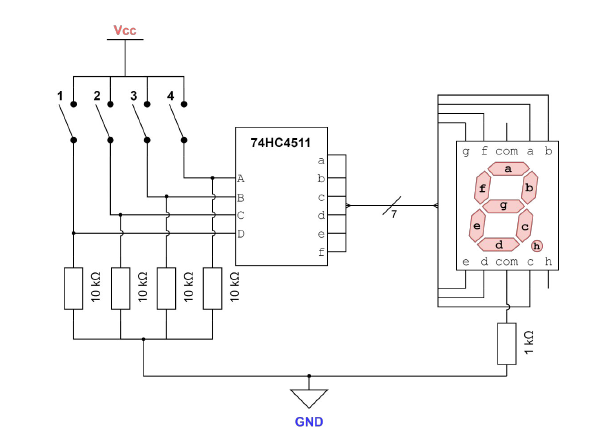 Vcc
1 2 3 4
74HC4511
a
b
c
d
e
f
A
B
C
D
7
10 kΩ
10 kΩ
10 kΩ
10 kΩ
g f com a b
a
f b
g
e c
d h
e d com c h
1 kΩ
GND